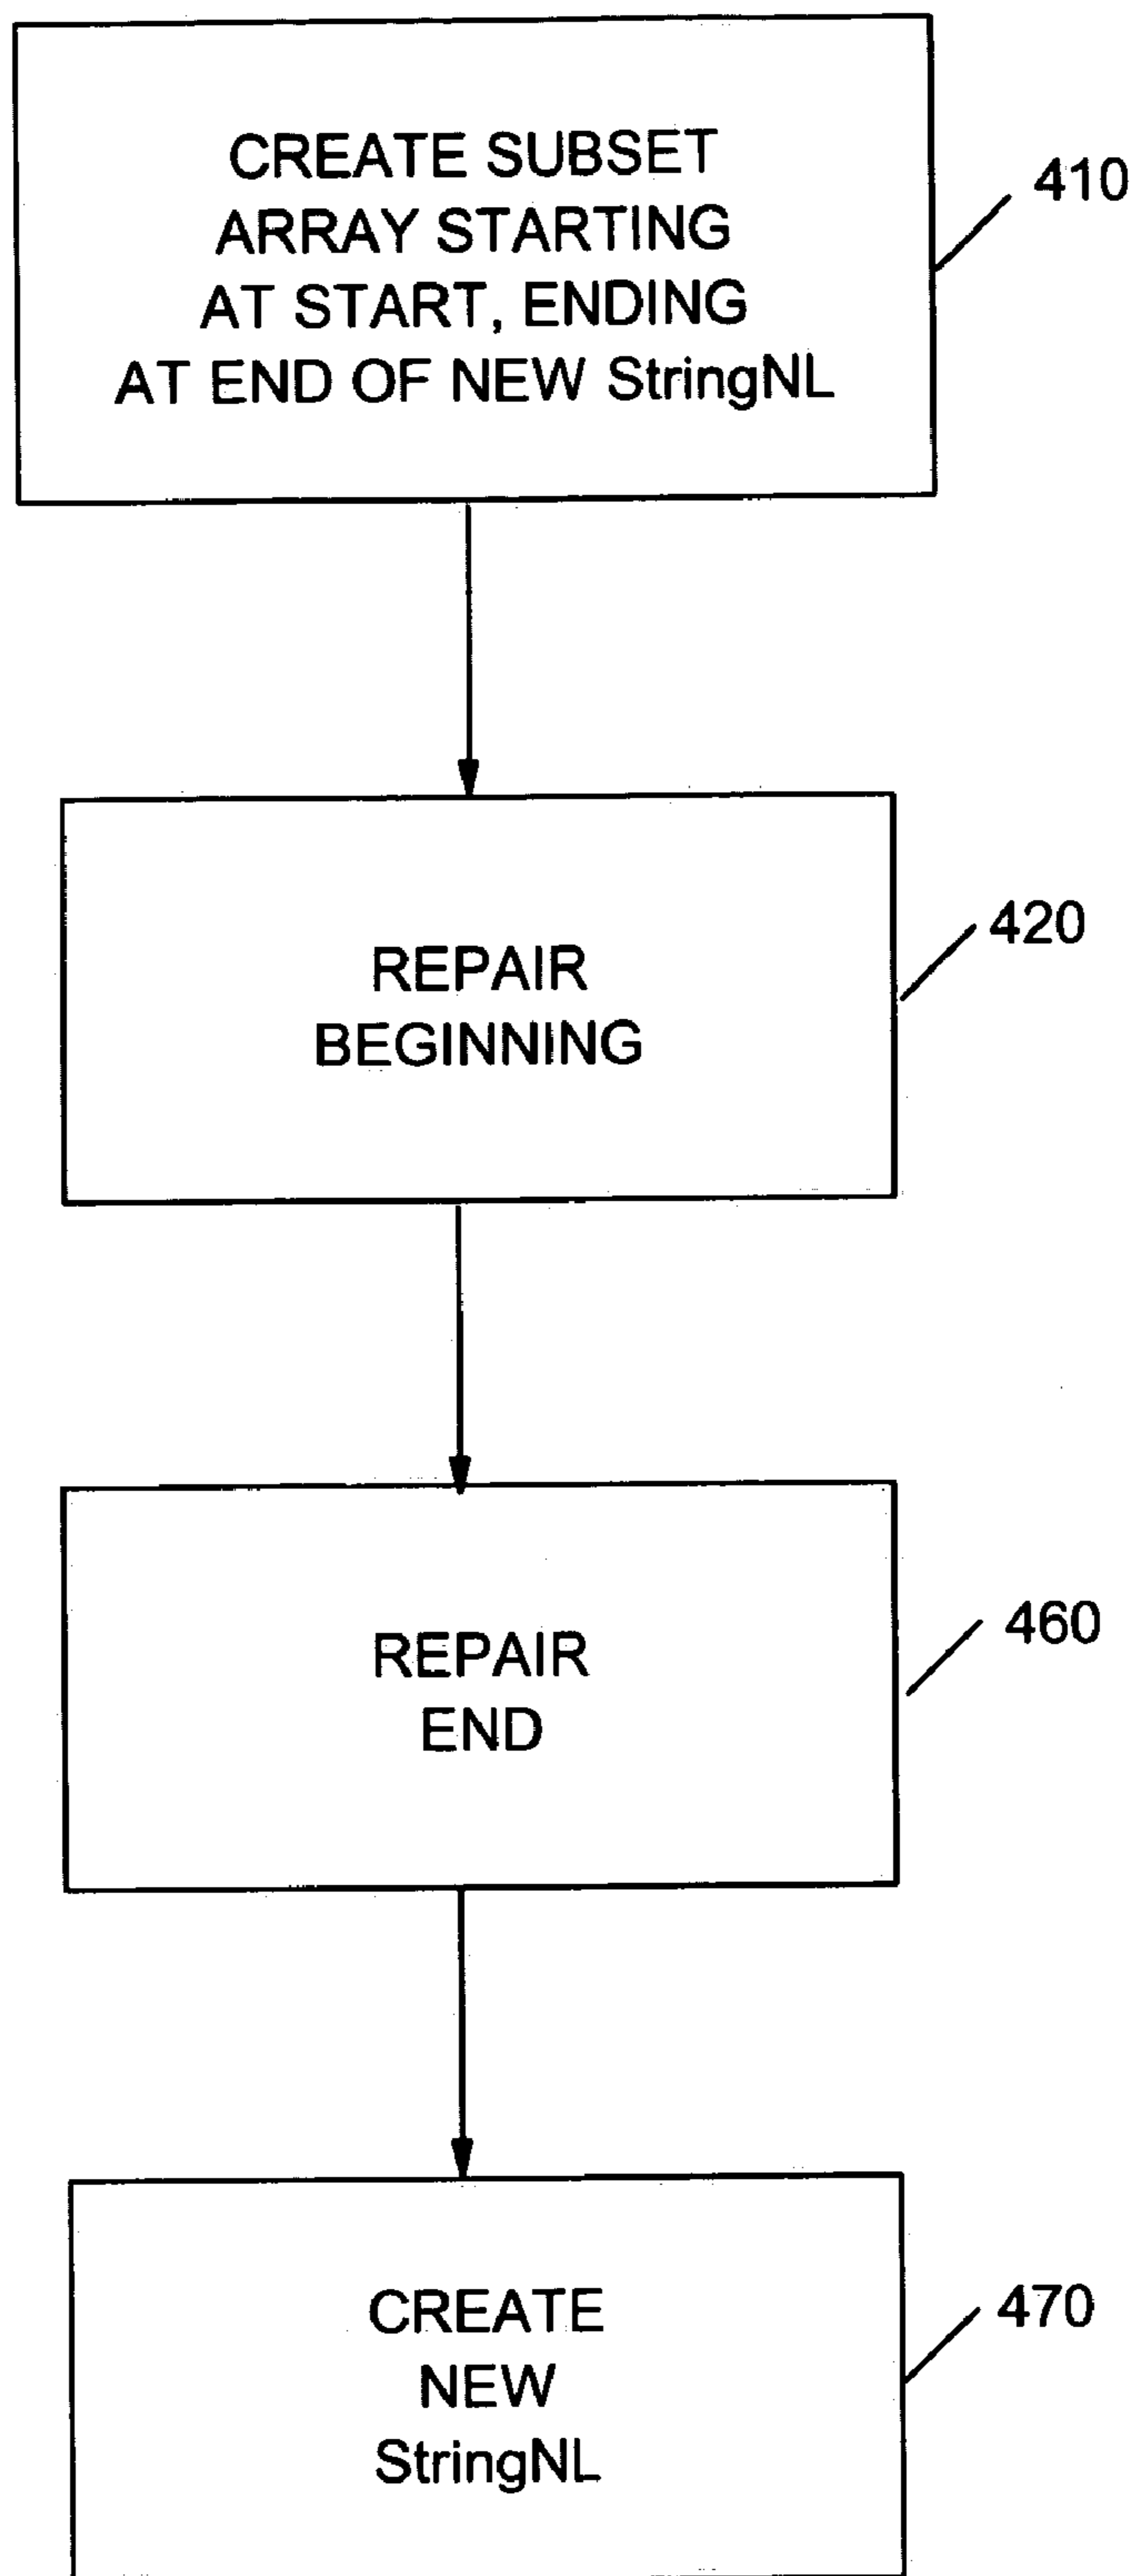 CREATE SUBSET
ARRAY STARTING
AT START, ENDING
AT END OF NEW StringNL
410
REPAIR
BEGINNING
420
REPAIR
END
460
CREATE
NEW
StringNL
470